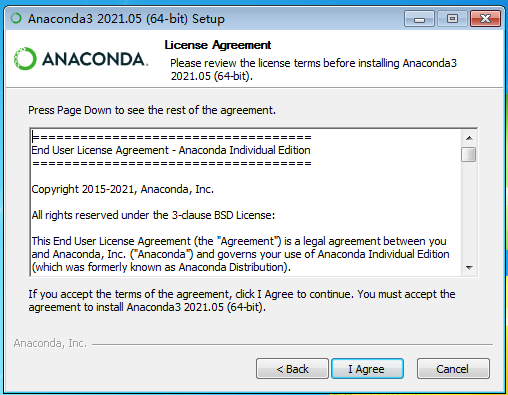 Anaconda3 2021.05 (64-bit) Setup
ANACONDA.
License Agreement
Please review the license terms before installing Anaconda3
2021.05 (64-bit).
Press Page Down to see the rest of the agreement.
===================================
End User License Agreement - Anaconda Individual Edition
===================================
Copyright 2015-2021, Anaconda, Inc.
All rights reserved under the 3-clause BSD License:
This End User License Agreement (the "Agreement") is a legal agreement between you
and Anaconda, Inc. ("Anaconda") and governs your use of Anaconda Individual Edition
(which was formerly known as Anaconda Distribution).
If you accept the terms of the agreement, click I Agree to continue. You must accept the
agreement to install Anaconda3 2021.05 (64-bit).
Anaconda, Inc.
< Back
I Agree
Cancel